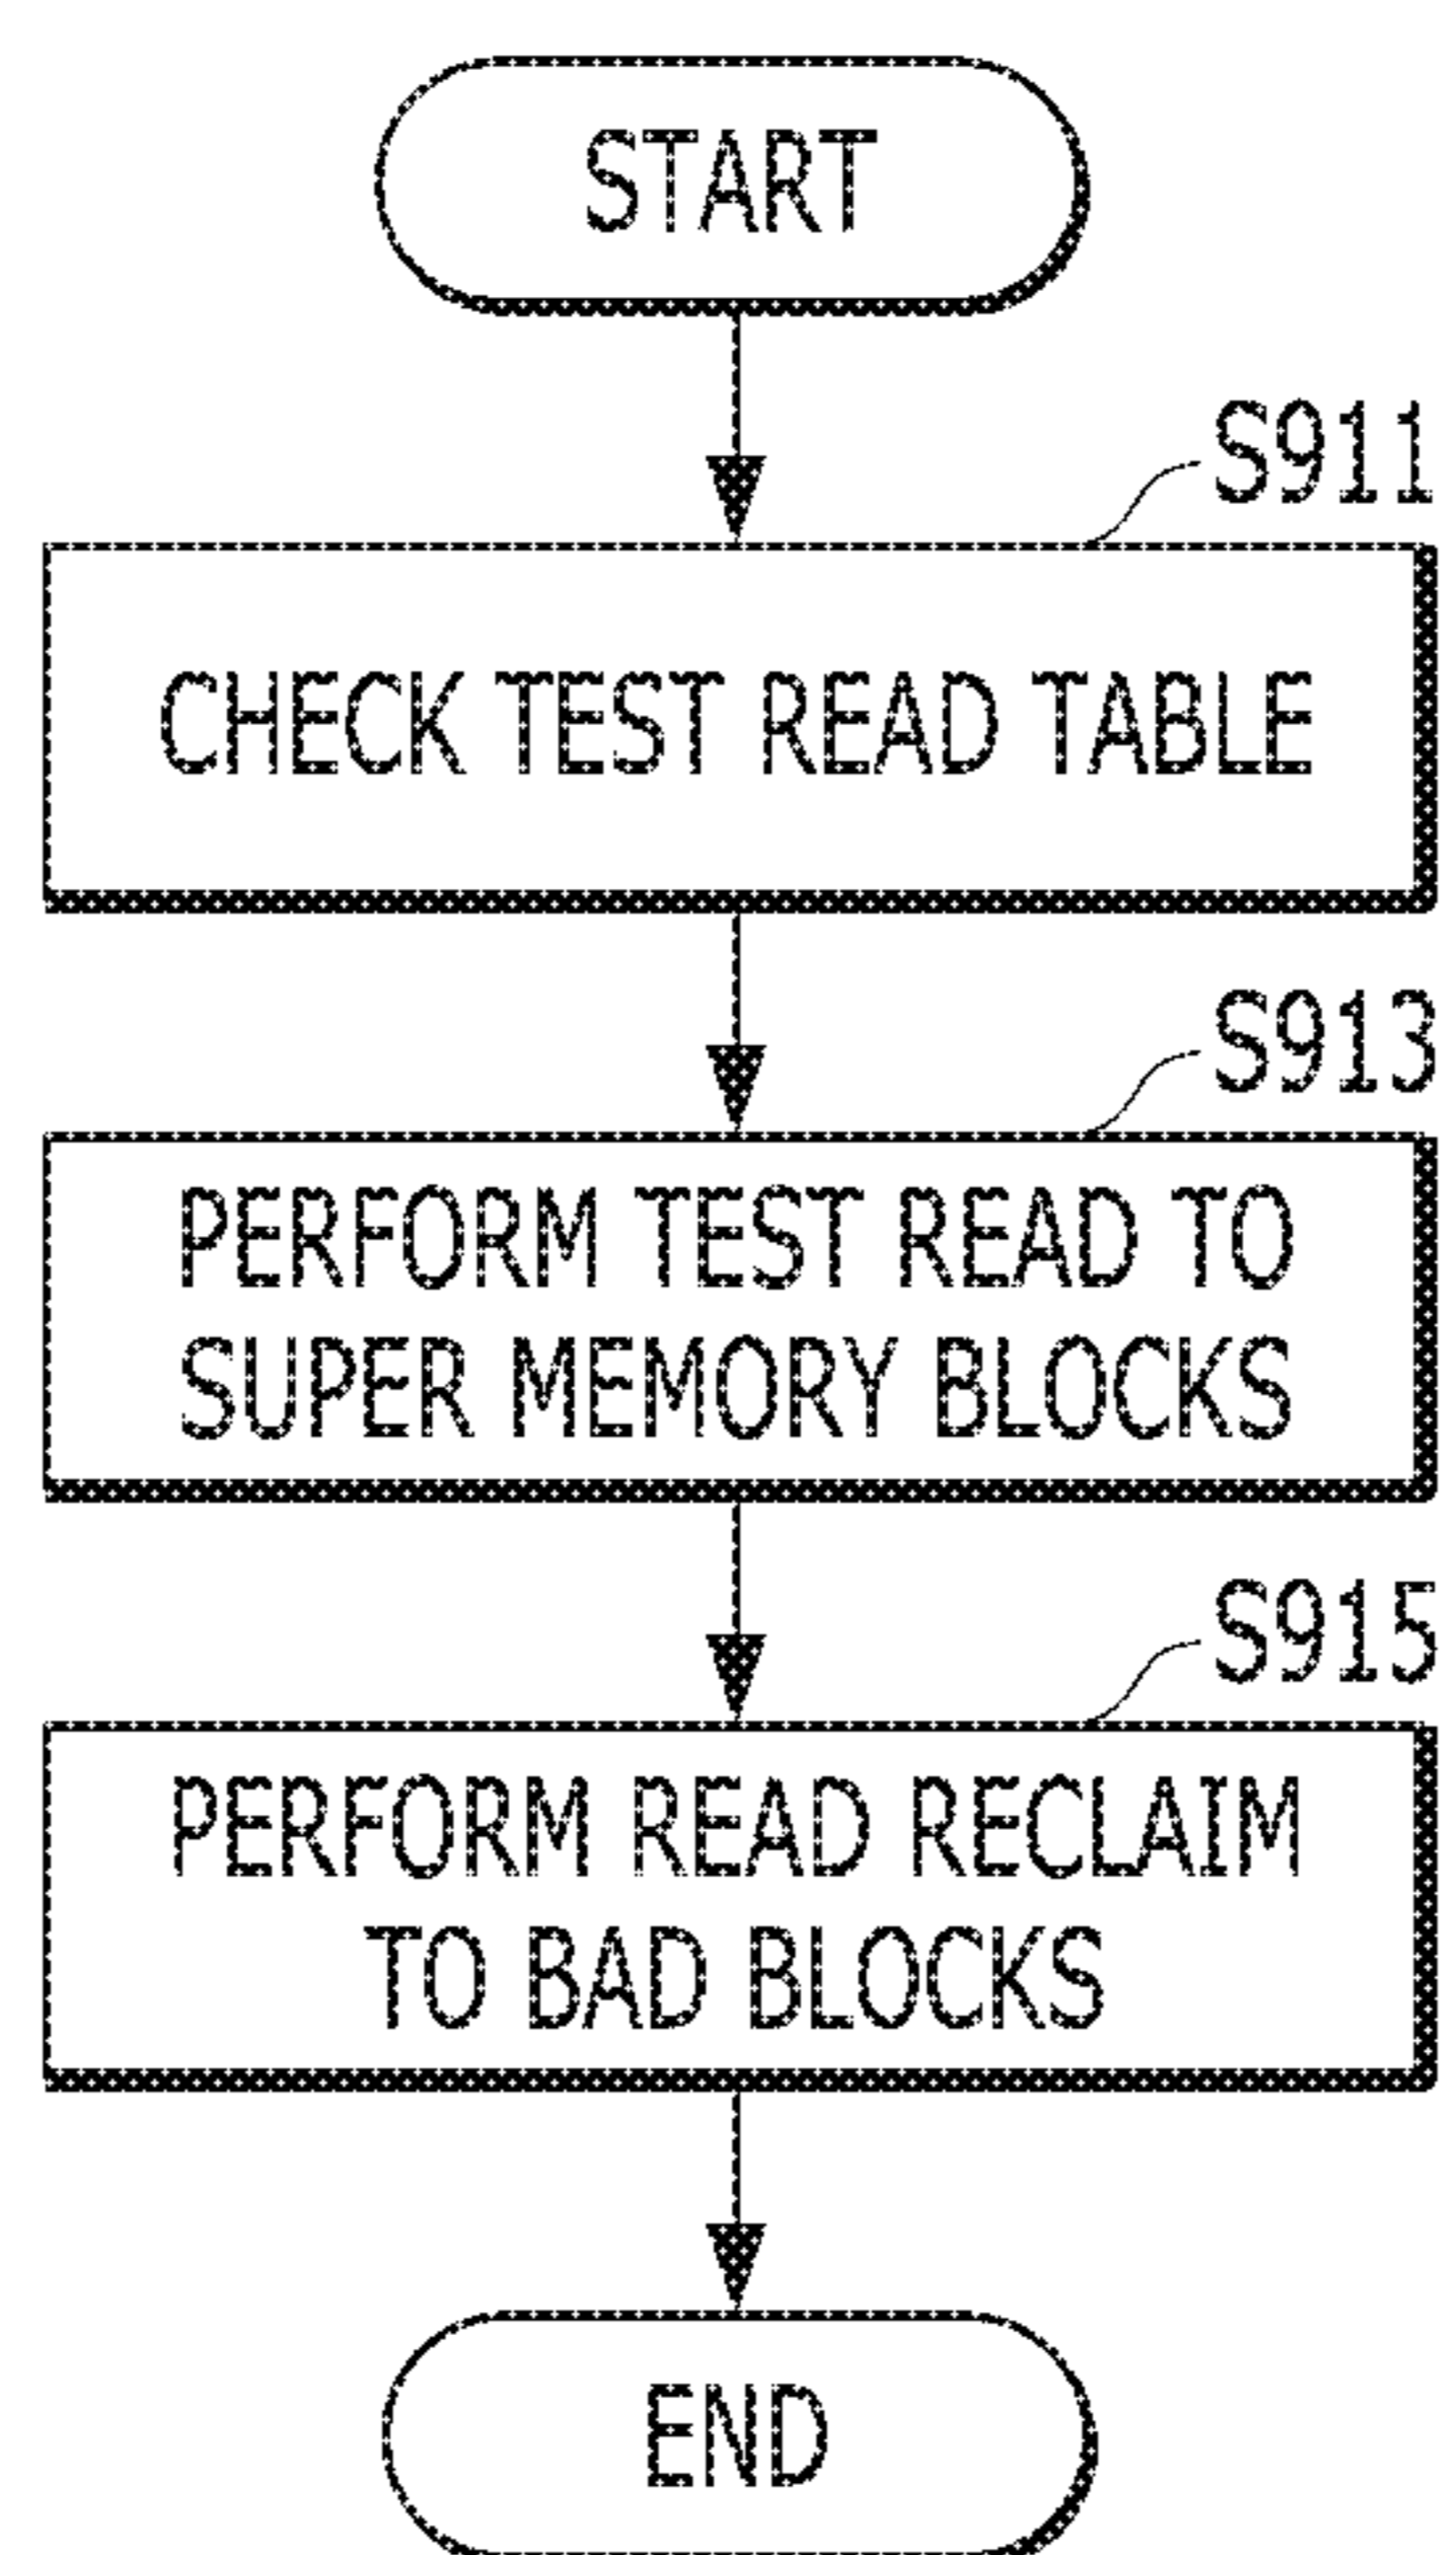 START
S911
CHECK TEST READ TABLE
S913
PERFORM TEST READ TO
SUPER MEMORY BLOCKS
S915
PERFORM READ RECLAIM
TO BAD BLOCKS
END